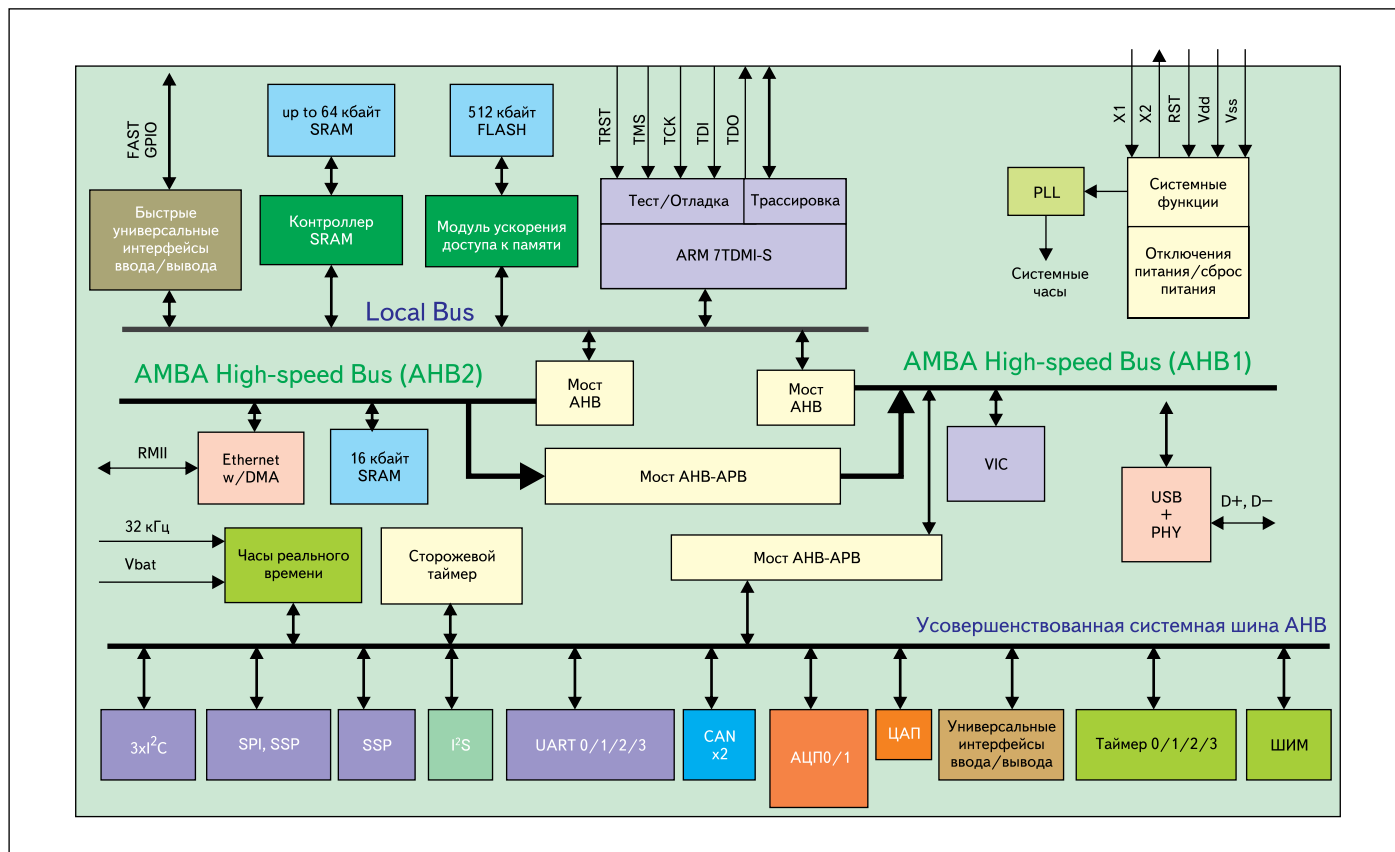 FAST
GPIO
up to 64 кбайт
SRAM
512 кбайт
FLASH
TRST
TMS
TCK
TDI
TDO
X1
X2
RST
Vdd
Vss
Быстрые
универсальные
интерфейсы
ввода/вывода
Контроллер
SRAM
Модуль ускорения
доступа к памяти
Тест/Отладка
Трассировка
ARM 7TDMI-S
PLL
Системные
функции
Системные
часы
Отключения
питания/сброс
питания
Local Bus
AMBA High-speed Bus (AHB2)
Мост
AHB
Мост
AHB
AMBA High-speed Bus (AHB1)
RMII
Ethernet
w/DMA
16 кбайт
SRAM
Мост AHB-APB
VIC
USB
+
PHY
D+, D−
32 кГц
Vbat
Часы реального
времени
Сторожевой
таймер
Мост AHB-APB
Усовершенствованная системная шина AHB
3xI²C
SPI, SSP
SSP
I²S
UART 0/1/2/3
CAN
x2
АЦП0/1
ЦАП
Универсальные
интерфейсы
ввода/вывода
Таймер 0/1/2/3
ШИМ